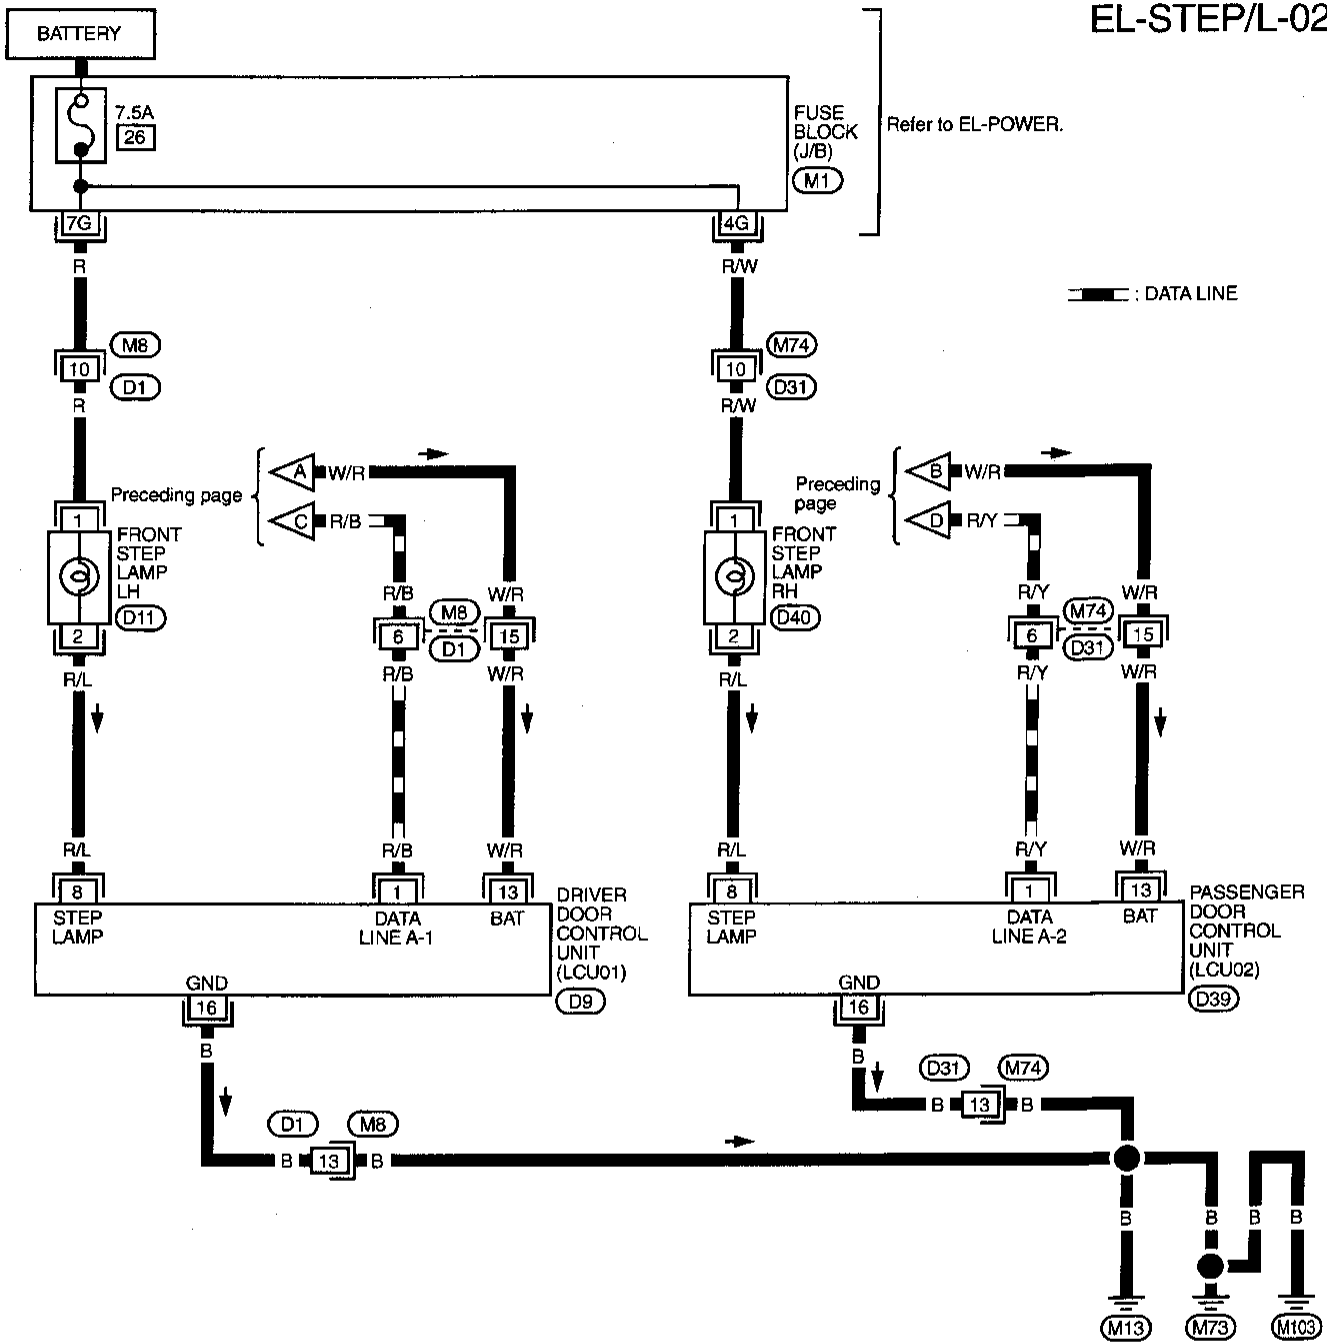 EL-STEP/L-02
BATTERY
7.5A
26
FUSE
BLOCK
(J/B)
M1
Refer to EL-POWER.
7G
4G
R
R/W
: DATA LINE
M8
10
D1
M74
10
D31
R
R/W
Preceding page
A
W/R
C
R/B
Preceding
page
B
W/R
D
R/Y
1
FRONT
STEP
LAMP
LH
D11
2
1
FRONT
STEP
LAMP
RH
D40
2
R/B
W/R
M8
6
15
D1
R/B
W/R
R/Y
W/R
M74
6
15
D31
R/Y
W/R
R/L
R/L
R/L
R/B
W/R
R/L
R/Y
W/R
8
1
13
8
1
13
STEP
LAMP
DATA
LINE A-1
BAT
DRIVER
DOOR
CONTROL
UNIT
(LCU01)
D9
STEP
LAMP
DATA
LINE A-2
BAT
PASSENGER
DOOR
CONTROL
UNIT
(LCU02)
D39
GND
16
GND
16
B
B
D31
M74
B
13
B
D1
M8
B
13
B
B
B
B
B
M13
M73
M103